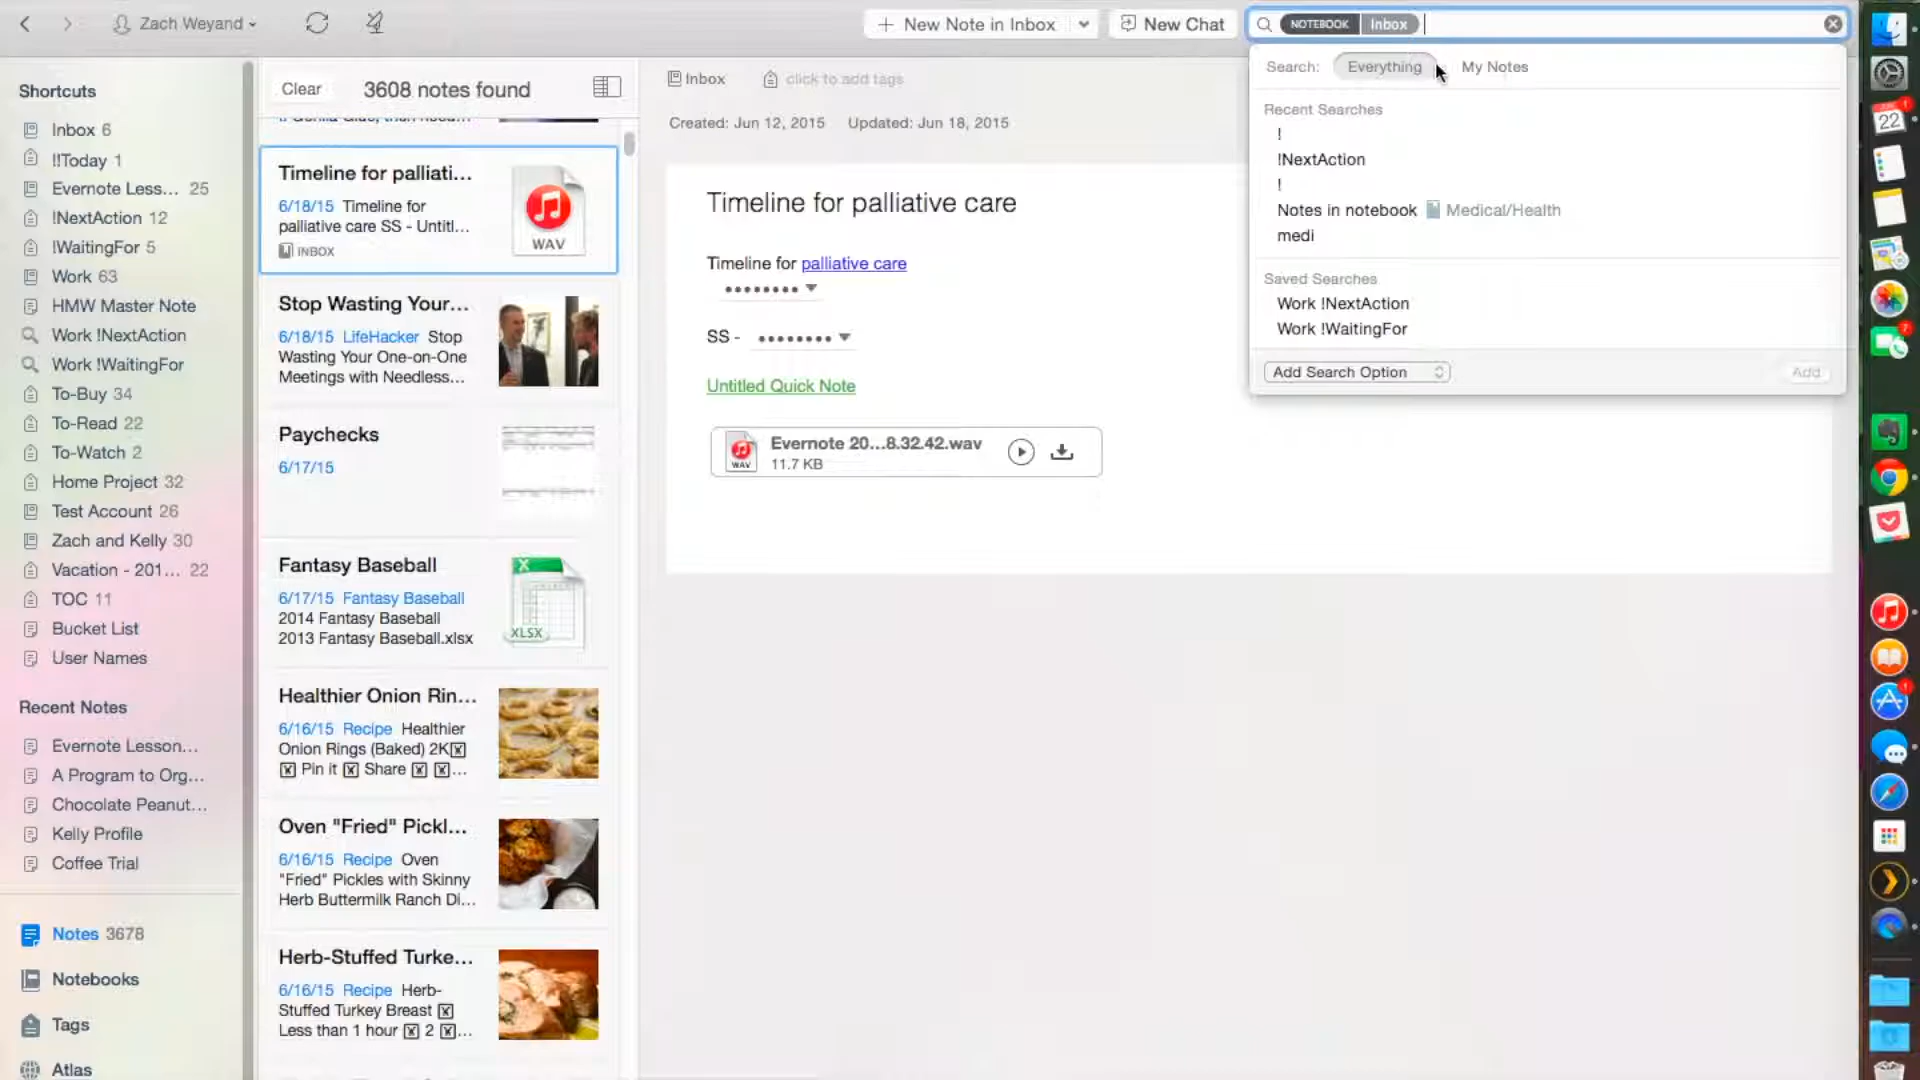 Zach Weyand
New Note in Inbox
New Chat
NOTEBOOK Inbox
Shortcuts
Inbox 6
!!Today 1
Evernote Less... 25
!NextAction 12
!WaitingFor 5
Work 63
HMW Master Note
Work !NextAction
Work !WaitingFor
To-Buy 34
To-Read 22
To-Watch 2
Home Project 32
Test Account 26
Zach and Kelly 30
Vacation - 201... 22
TOC 11
Bucket List
User Names
Recent Notes
Evernote Lesson...
A Program to Org...
Chocolate Peanut...
Kelly Profile
Coffee Trial
Notes 3678
Notebooks
Tags
Atlas
Clear
3608 notes found
Timeline for palliati...
6/18/15 Timeline for
palliative care SS - Untitl...
INBOX
WAV
Stop Wasting Your...
6/18/15 LifeHacker Stop
Wasting Your One-on-One
Meetings with Needless...
Paychecks
6/17/15
Fantasy Baseball
6/17/15 Fantasy Baseball
2014 Fantasy Baseball
2013 Fantasy Baseball.xlsx
XLSX
Healthier Onion Rin...
6/16/15 Recipe Healthier
Onion Rings (Baked) 2K
Pin it Share ...
Oven "Fried" Pickl...
6/16/15 Recipe Oven
"Fried" Pickles with Skinny
Herb Buttermilk Ranch Di...
Herb-Stuffed Turke...
6/16/15 Recipe Herb-
Stuffed Turkey Breast
Less than 1 hour 2 ...
Inbox click to add tags
Created: Jun 12, 2015 Updated: Jun 18, 2015
Timeline for palliative care
Timeline for palliative care
••••••••
SS - ••••••••
Untitled Quick Note
WAV
Evernote 20...8.32.42.wav
11.7 KB
Search: Everything My Notes
Recent Searches
!
!NextAction
!
Notes in notebook Medical/Health
medi
Saved Searches
Work !NextAction
Work !WaitingFor
Add Search Option
Add
1
22
7
1